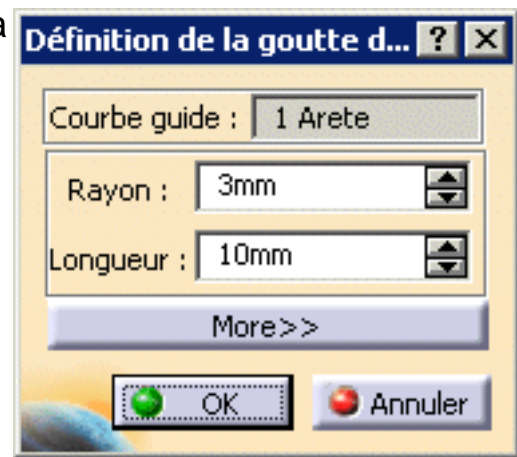 a
Définition de la goutte d... ? X
Courbe guide : 1 Arete
Rayon : 3mm
Longueur : 10mm
More>>
OK Annuler